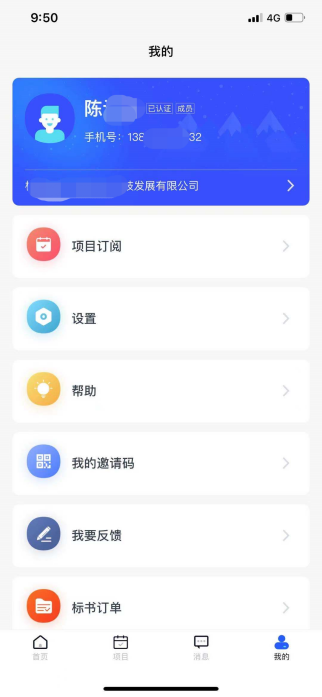 9:50
4G
我的
陈
已认证 成员
手机号：138 32
技发展有限公司
项目订阅
设置
帮助
我的邀请码
我要反馈
标书订单
首页 项目 消息 我的